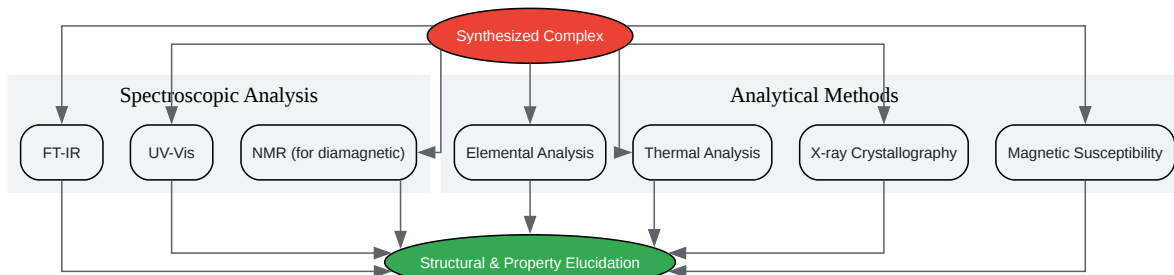 Synthesized Complex
Spectroscopic Analysis
Analytical Methods
FT-IR
UV-Vis
NMR (for diamagnetic)
Elemental Analysis
Thermal Analysis
X-ray Crystallography
Magnetic Susceptibility
Structural & Property Elucidation